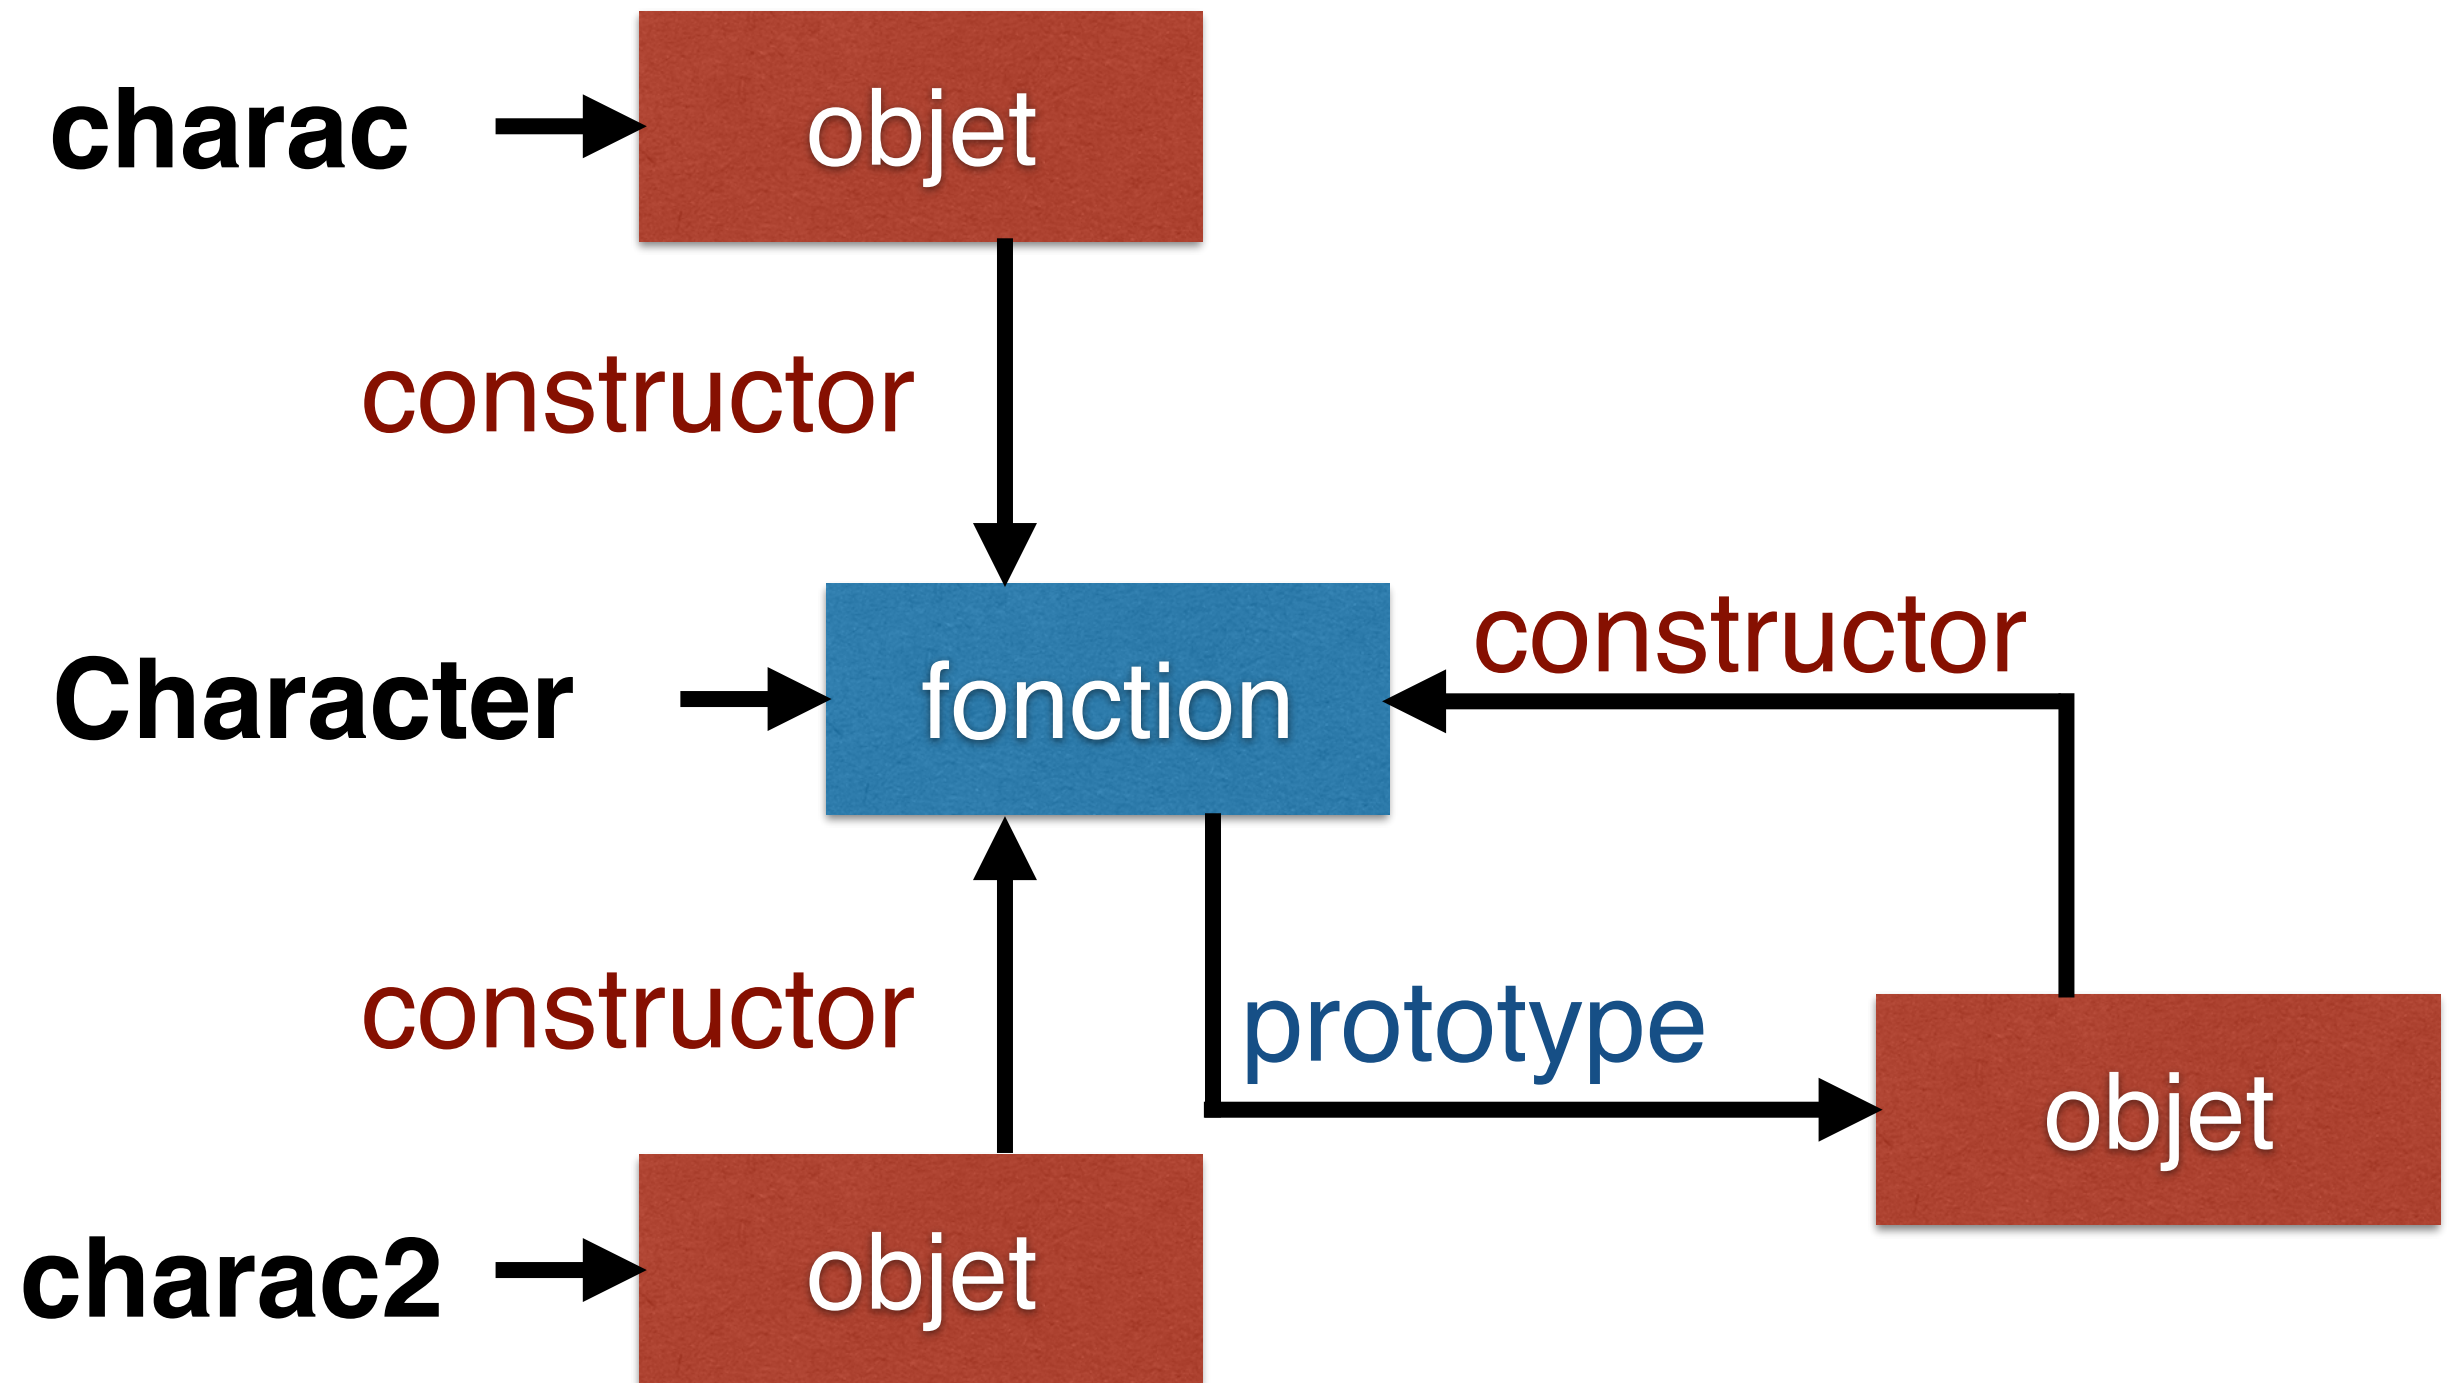 charac
objet
constructor
Character
fonction
constructor
constructor
prototype
objet
charac2
objet